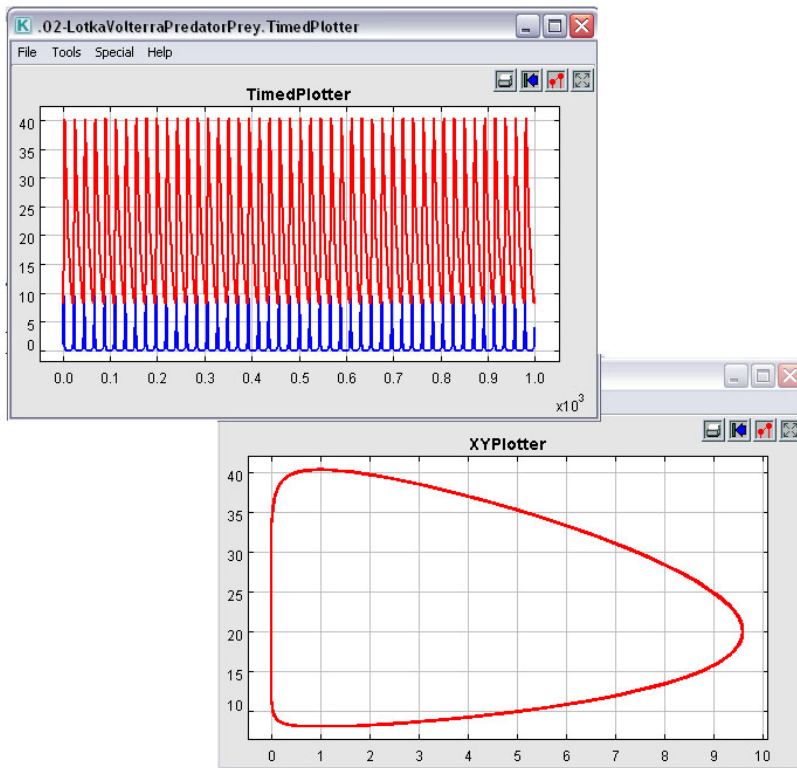 .02-LotkaVolterraPredatorPrey.TimedPlotter
File Tools Special Help
TimedPlotter
40
35
30
25
20
15
10
5
0
0.0 0.1 0.2 0.3 0.4 0.5 0.6 0.7 0.8 0.9 1.0
x10³
XYPlotter
40
35
30
25
20
15
10
0 1 2 3 4 5 6 7 8 9 10